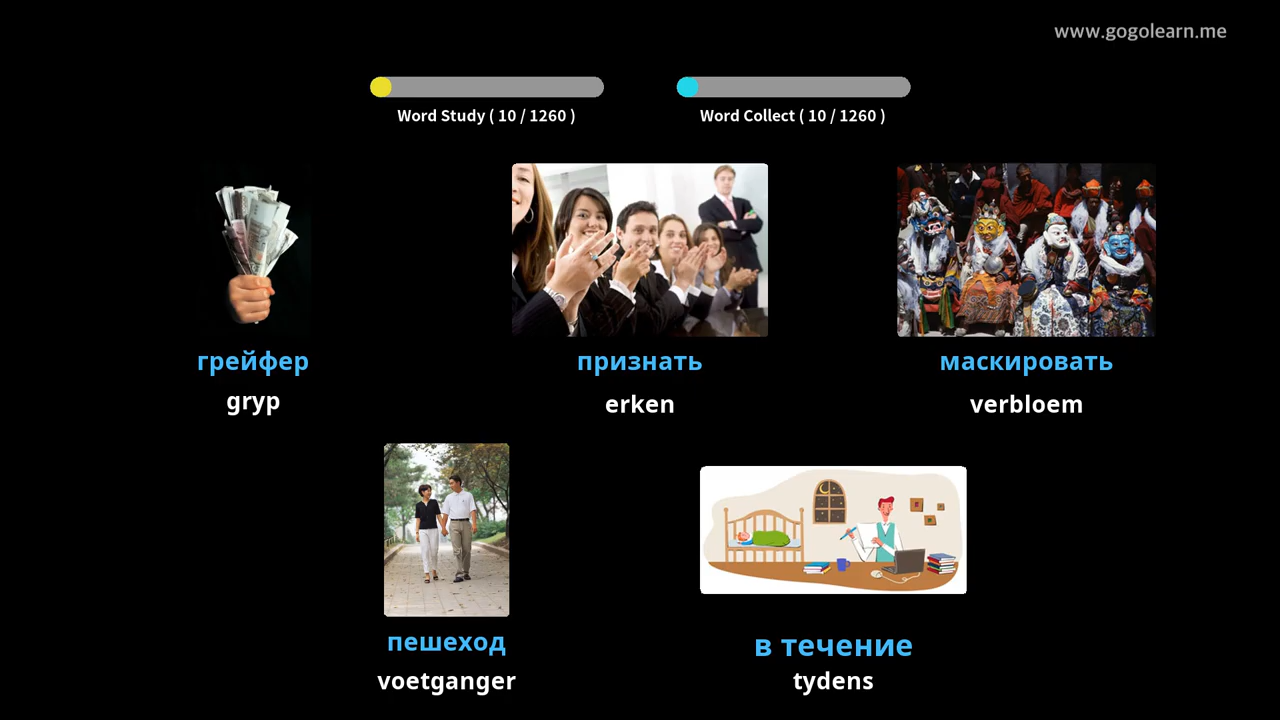 www.gogolearn.me
Word Study ( 10 / 1260 )
Word Collect ( 10 / 1260 )
грейфер
gryp
признать
erken
маскировать
verbloem
пешеход
voetganger
в течение
tydens